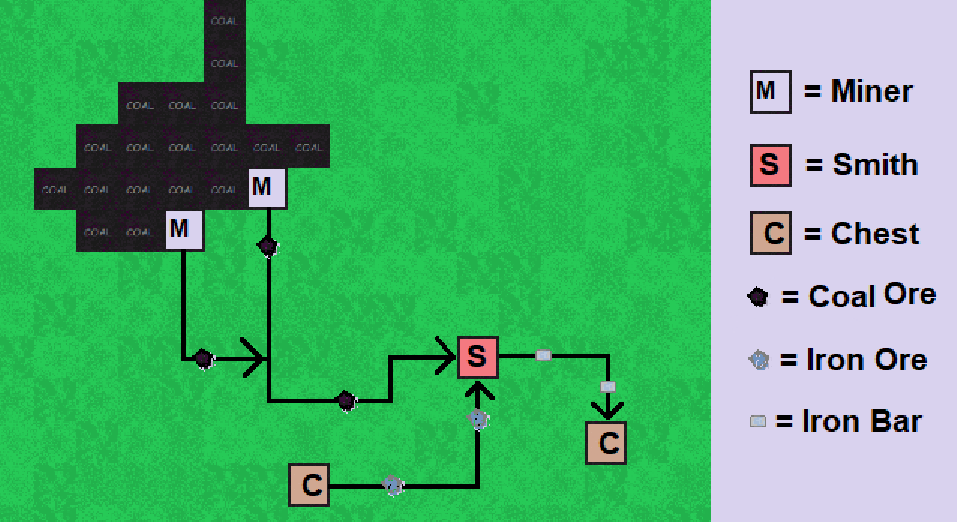 COAL
COAL
COAL COAL COAL
COAL COAL COAL COAL COAL COAL
COAL COAL COAL COAL COAL M
COAL COAL M
S
C
C
M = Miner
S = Smith
C = Chest
= Coal Ore
= Iron Ore
= Iron Bar